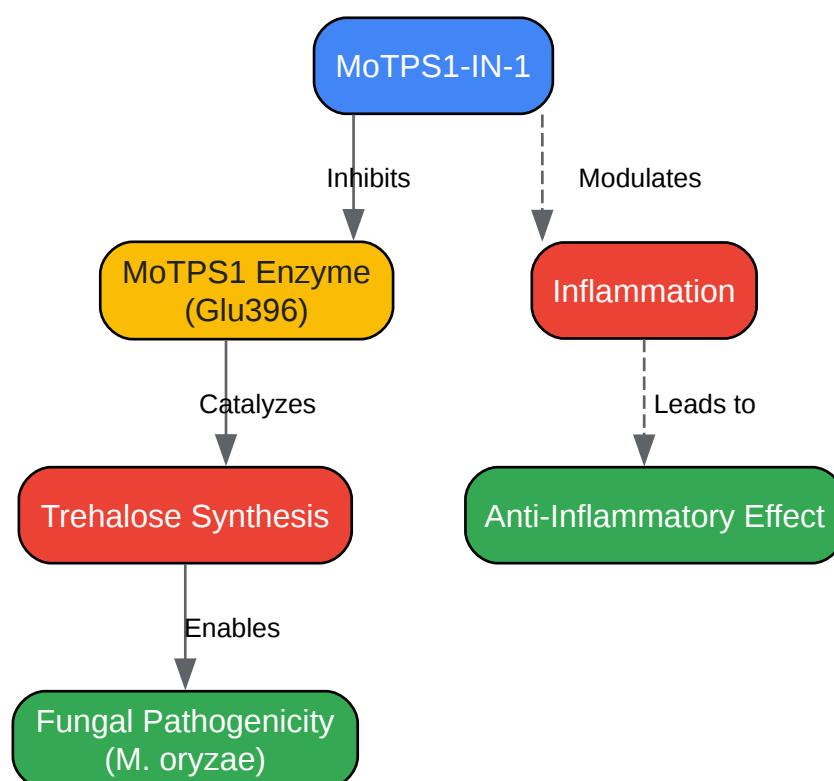 MoTPS1-IN-1
Inhibits
Modulates
MoTPS1 Enzyme
(Glu396)
Inflammation
Catalyzes
Leads to
Trehalose Synthesis
Anti-Inflammatory Effect
Enables
Fungal Pathogenicity
(M. oryzae)